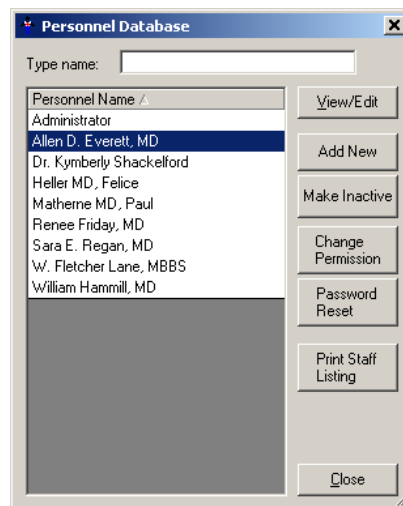 Personnel Database
Type name:
Personnel Name
Administrator
Allen D. Everett, MD
Dr. Kymberly Shackelford
Heller MD, Felice
Matherne MD, Paul
Renee Friday, MD
Sara E. Regan, MD
W. Fletcher Lane, MBBS
William Hammill, MD
View/Edit
Add New
Make Inactive
Change
Permission
Password
Reset
Print Staff
Listing
Close